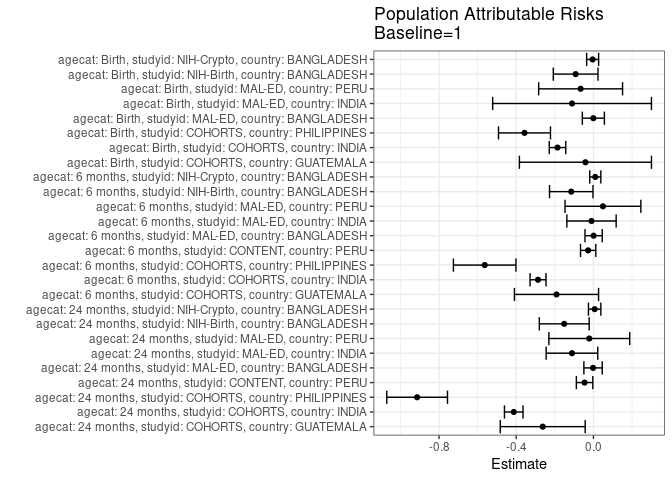 Population Attributable Risks
Baseline=1
agecat: Birth, studyid: NIH-Crypto, country: BANGLADESH
agecat: Birth, studyid: NIH-Birth, country: BANGLADESH
agecat: Birth, studyid: MAL-ED, country: PERU
agecat: Birth, studyid: MAL-ED, country: INDIA
agecat: Birth, studyid: MAL-ED, country: BANGLADESH
agecat: Birth, studyid: COHORTS, country: PHILIPPINES
agecat: Birth, studyid: COHORTS, country: INDIA
agecat: Birth, studyid: COHORTS, country: GUATEMALA
agecat: 6 months, studyid: NIH-Crypto, country: BANGLADESH
agecat: 6 months, studyid: NIH-Birth, country: BANGLADESH
agecat: 6 months, studyid: MAL-ED, country: PERU
agecat: 6 months, studyid: MAL-ED, country: INDIA
agecat: 6 months, studyid: MAL-ED, country: BANGLADESH
agecat: 6 months, studyid: CONTENT, country: PERU
agecat: 6 months, studyid: COHORTS, country: PHILIPPINES
agecat: 6 months, studyid: COHORTS, country: INDIA
agecat: 6 months, studyid: COHORTS, country: GUATEMALA
agecat: 24 months, studyid: NIH-Crypto, country: BANGLADESH
agecat: 24 months, studyid: NIH-Birth, country: BANGLADESH
agecat: 24 months, studyid: MAL-ED, country: PERU
agecat: 24 months, studyid: MAL-ED, country: INDIA
agecat: 24 months, studyid: MAL-ED, country: BANGLADESH
agecat: 24 months, studyid: CONTENT, country: PERU
agecat: 24 months, studyid: COHORTS, country: PHILIPPINES
agecat: 24 months, studyid: COHORTS, country: INDIA
agecat: 24 months, studyid: COHORTS, country: GUATEMALA
-0.8 -0.4 0.0
Estimate